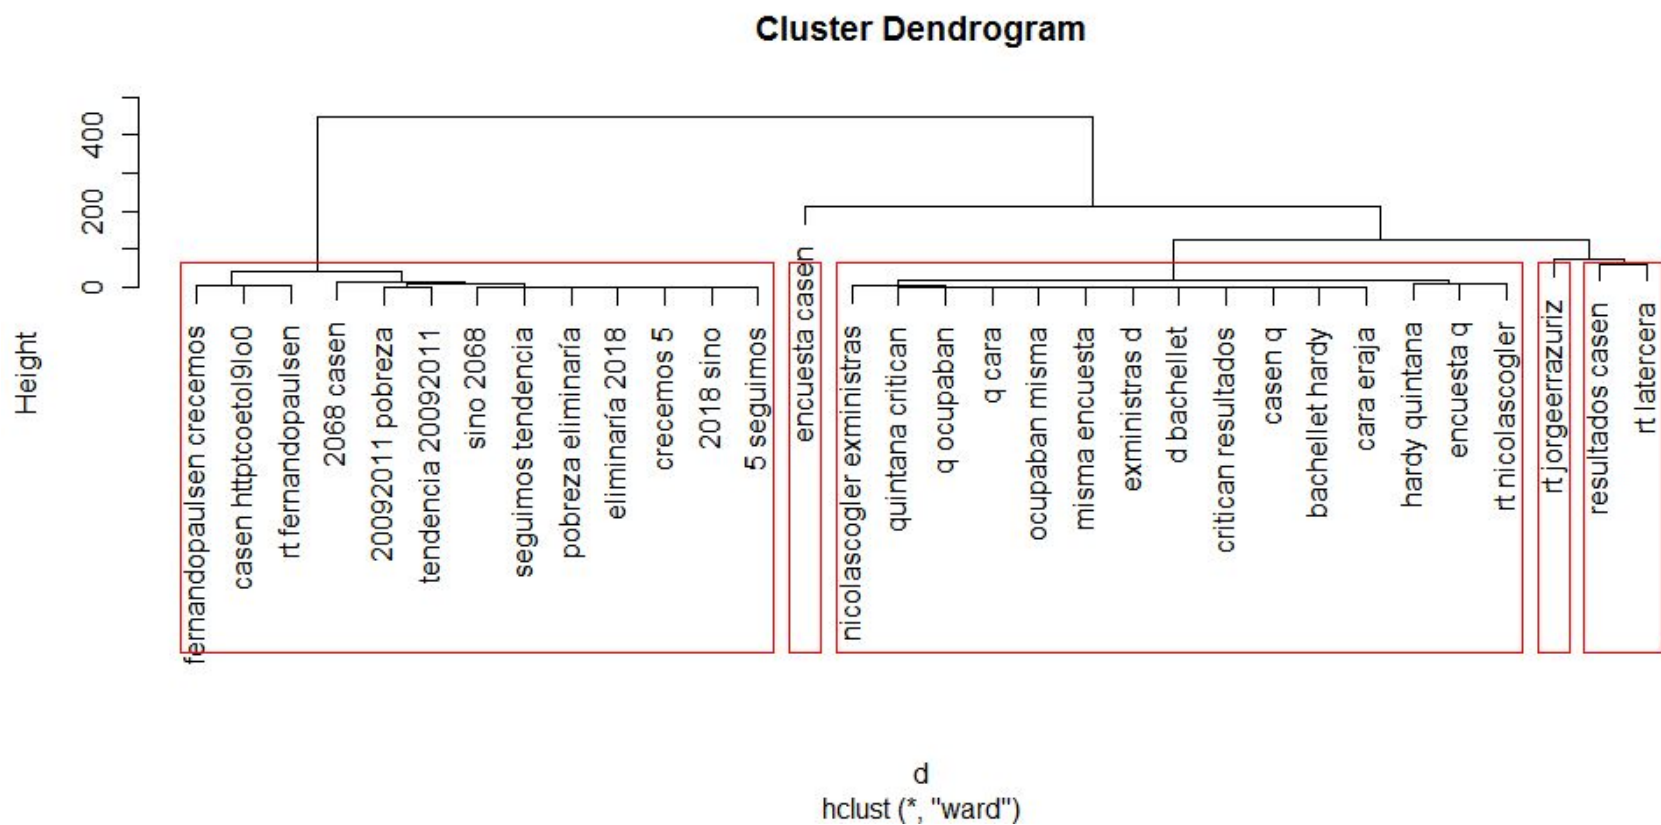 Cluster Dendrogram
Height
400
200
0
fernandopaulsen crecemos
casen httptcoetol9lo0
rt fernandopaulsen
2068 casen
20092011 pobreza
tendencia 20092011
sino 2068
seguimos tendencia
pobreza eliminaría
eliminaría 2018
crecemos 5
2018 sino
5 seguimos
encuesta casen
nicolascogler exministras
quintana critican
q ocupaban
q cara
ocupaban misma
misma encuesta
exministras d
d bachellet
critican resultados
casen q
bachellet hardy
cara eraja
hardy quintana
encuesta q
rt nicolascogler
rt jorgeerrazuriz
resultados casen
rt latercera
d
hclust (*, "ward")